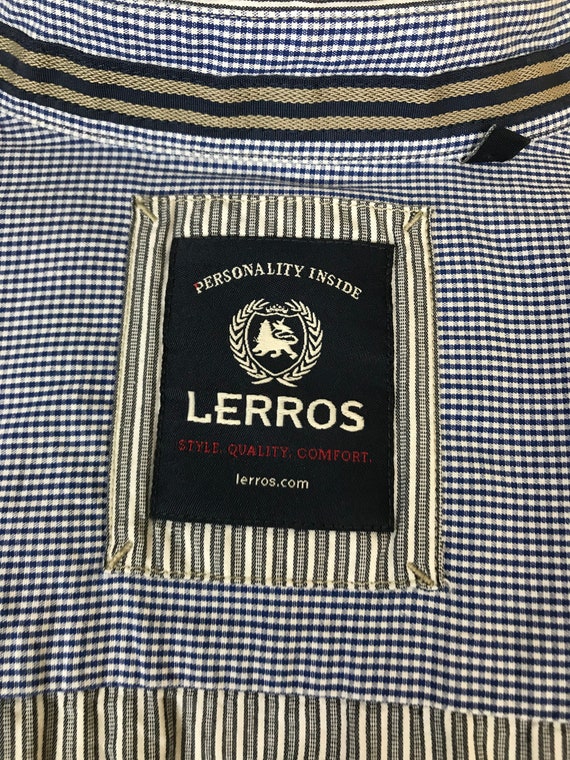 PERSONALITY INSIDE
LERROS
STYLE. QUALITY. COMFORT.
lerros.com